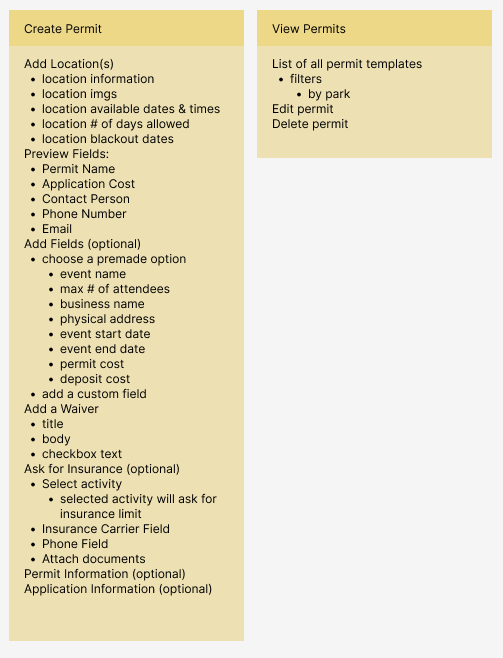 Create Permit
Add Location(s)
• location information
• location imgs
• location available dates & times
• location # of days allowed
• location blackout dates
Preview Fields:
• Permit Name
• Application Cost
• Contact Person
• Phone Number
• Email
Add Fields (optional)
• choose a premade option
• event name
• max # of attendees
• business name
• physical address
• event start date
• event end date
• permit cost
• deposit cost
• add a custom field
Add a Waiver
• title
• body
• checkbox text
Ask for Insurance (optional)
• Select activity
• selected activity will ask for
insurance limit
• Insurance Carrier Field
• Phone Field
• Attach documents
Permit Information (optional)
Application Information (optional)
View Permits
List of all permit templates
• filters
• by park
Edit permit
Delete permit